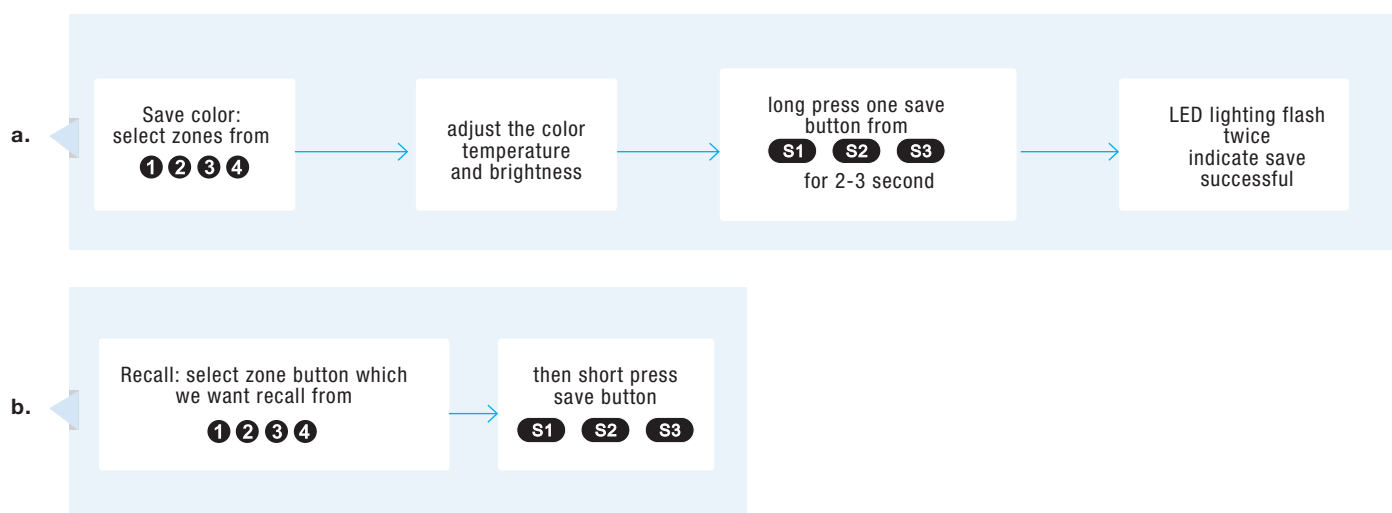 a.
Save color:
select zones from
1 2 3 4
adjust the color
temperature
and brightness
long press one save
button from
S1 S2 S3
for 2-3 second
LED lighting flash
twice
indicate save
successful
b.
Recall: select zone button which
we want recall from
1 2 3 4
then short press
save button
S1 S2 S3